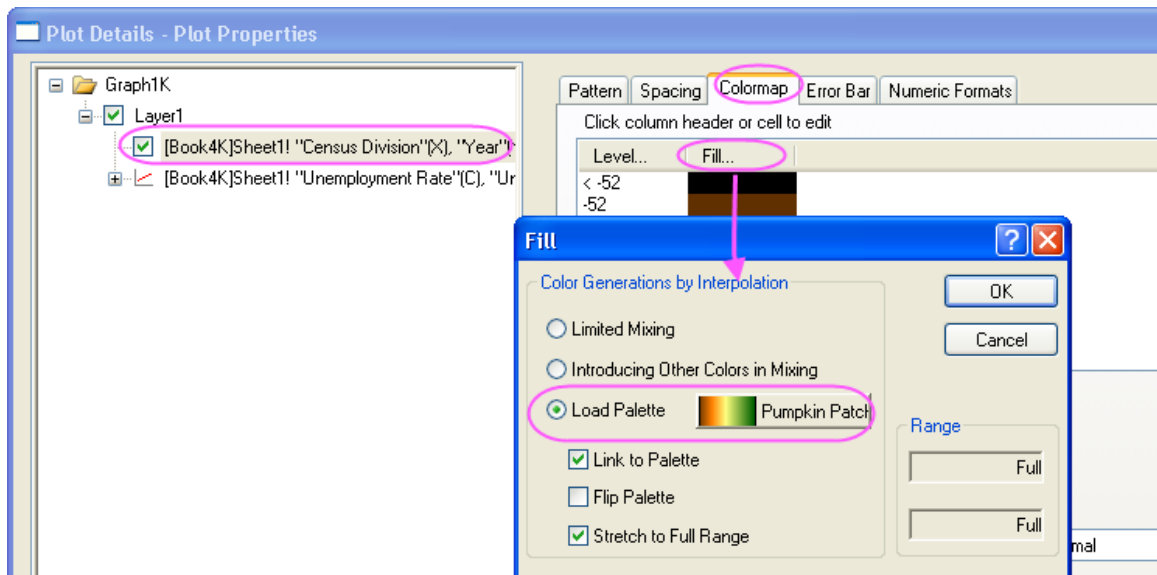 Plot Details - Plot Properties
Graph1K
Layer1
[Book4K]Sheet1! "Census Division"(X), "Year"(
[Book4K]Sheet1! "Unemployment Rate"(C), "Ur
Pattern Spacing Colormap Error Bar Numeric Formats
Click column header or cell to edit
Level... Fill...
< -52
-52
Fill
Color Generations by Interpolation
Limited Mixing
Introducing Other Colors in Mixing
Load Palette Pumpkin Patch
Link to Palette
Flip Palette
Stretch to Full Range
OK
Cancel
Range
Full
Full
mal